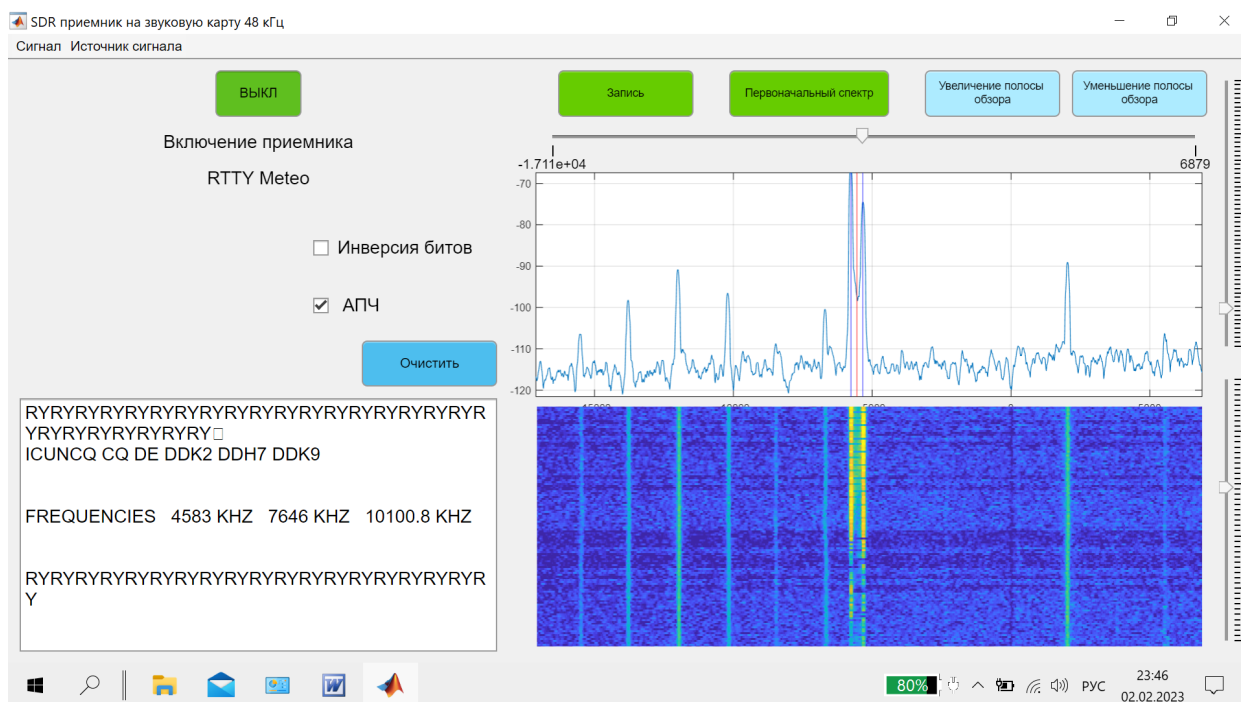 SDR приемник на звуковую карту 48 кГц
Сигнал Источник сигнала
ВЫКЛ
Включение приемника
RTTY Meteo
Инверсия битов
АПЧ
Очистить
RYRYRYRYRYRYRYRYRYRYRYRYRYRYRYRYRYRYR
YRYRYRYRYRYRYRY□
ICUNCQ CQ DE DDK2 DDH7 DDK9
FREQUENCIES 4583 KHZ 7646 KHZ 10100.8 KHZ
RYRYRYRYRYRYRYRYRYRYRYRYRYRYRYRYRYRYR
Y
Запись
Первоначальный спектр
Увеличение полосы
обзора
Уменьшение полосы
обзора
-1.711e+04
6879
-70
-80
-90
-100
-110
-120
80%
РУС
23:46
02.02.2023